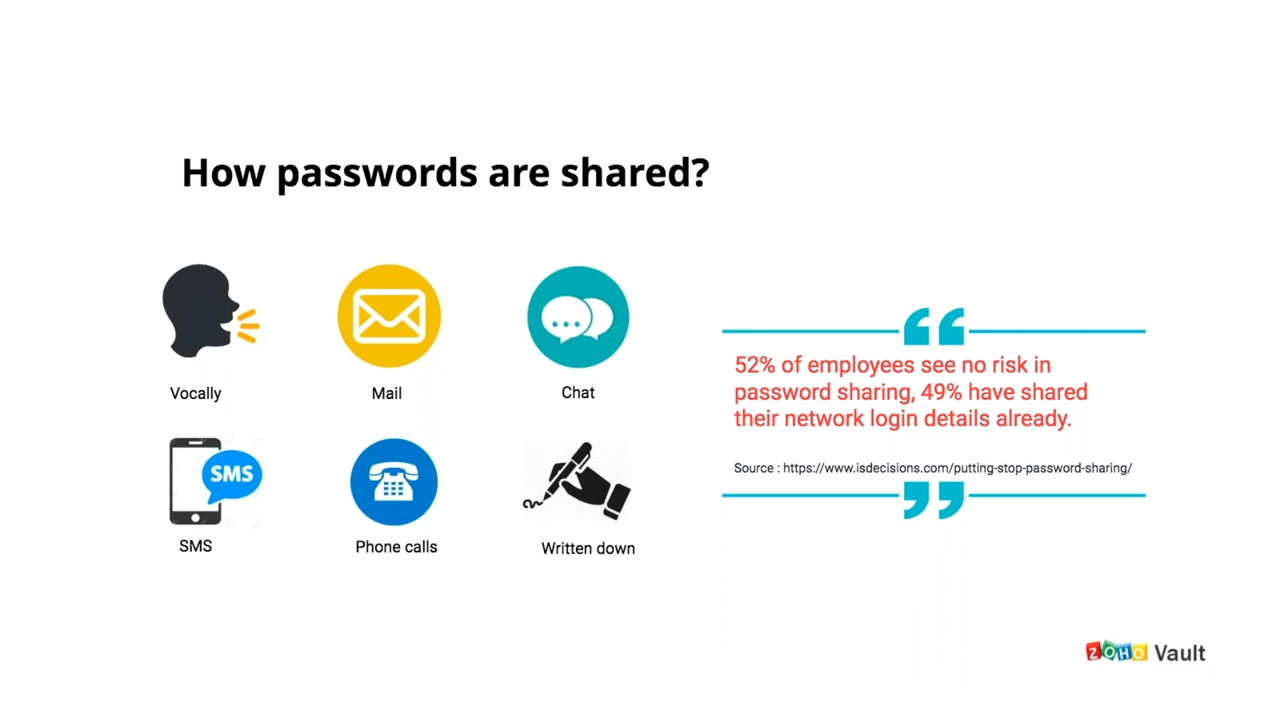 How passwords are shared?
Vocally
Mail
Chat
SMS
SMS
Phone calls
Written down
52% of employees see no risk in
password sharing, 49% have shared
their network login details already.
Source : https://www.isdecisions.com/putting-stop-password-sharing/
ZOHO Vault